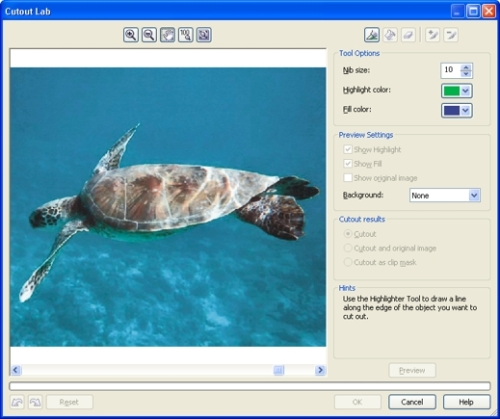 Cutout Lab
100
Tool Options
Nib size:
10
Highlight color:
Fill color:
Preview Settings
Show Highlight
Show Fill
Show original image
Background:
None
Cutout results
Cutout
Cutout and original image
Cutout as clip mask
Hints
Use the Highlighter Tool to draw a line
along the edge of the object you want to
cut out.
Preview
Reset
OK
Cancel
Help